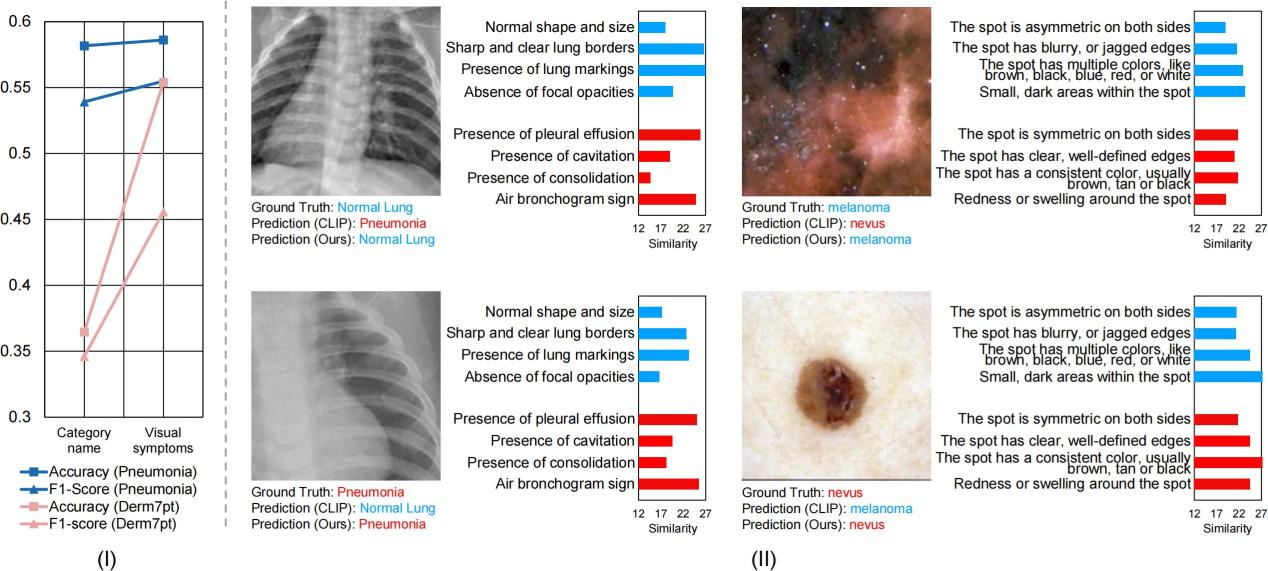 0.6
0.55
0.5
0.45
0.4
0.35
0.3
Category
name
Visual
symptoms
Accuracy (Pneumonia)
F1-Score (Pneumonia)
Accuracy (Derm7pt)
F1-score (Derm7pt)
(I)
Normal shape and size
Sharp and clear lung borders
Presence of lung markings
Absence of focal opacities
Presence of pleural effusion
Presence of cavitation
Presence of consolidation
Air bronchogram sign
12 17 22 27
Similarity
Ground Truth: Normal Lung
Prediction (CLIP): Pneumonia
Prediction (Ours): Normal Lung
The spot is asymmetric on both sides
The spot has blurry, or jagged edges
The spot has multiple colors, like
brown, black, blue, red, or white
Small, dark areas within the spot
The spot is symmetric on both sides
The spot has clear, well-defined edges
The spot has a consistent color, usually
brown, tan or black
Redness or swelling around the spot
12 17 22 27
Similarity
Ground Truth: melanoma
Prediction (CLIP): nevus
Prediction (Ours): melanoma
Normal shape and size
Sharp and clear lung borders
Presence of lung markings
Absence of focal opacities
Presence of pleural effusion
Presence of cavitation
Presence of consolidation
Air bronchogram sign
12 17 22 27
Similarity
Ground Truth: Pneumonia
Prediction (CLIP): Normal Lung
Prediction (Ours): Pneumonia
The spot is asymmetric on both sides
The spot has blurry, or jagged edges
The spot has multiple colors, like
brown, black, blue, red, or white
Small, dark areas within the spot
The spot is symmetric on both sides
The spot has clear, well-defined edges
The spot has a consistent color, usually
brown, tan or black
Redness or swelling around the spot
12 17 22 27
Similarity
Ground Truth: nevus
Prediction (CLIP): melanoma
Prediction (Ours): nevus
(II)